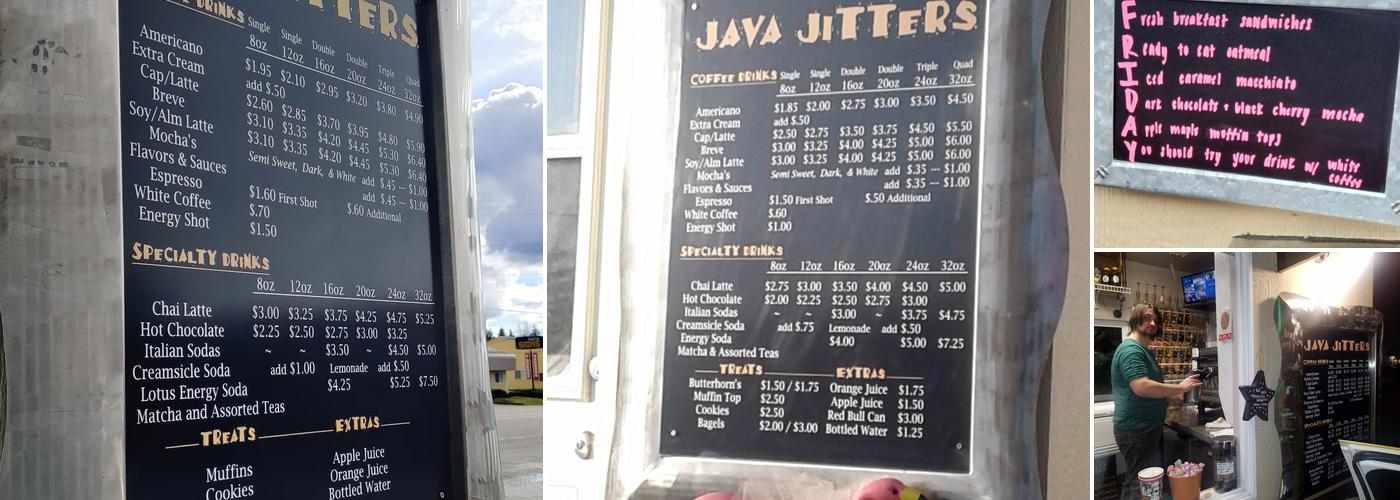 JITTERS
DRINKS Single Single Double Double Triple Quad
8oz 12oz 16oz 20oz 24oz 32oz
Americano $1.95 $2.10 $2.95 $3.20 $3.80 $4.90
Extra Cream add $.50
Cap/Latte $2.60 $2.85 $3.70 $3.95 $4.80 $5.90
Breve $3.10 $3.35 $4.20 $4.45 $5.30 $6.40
Soy/Alm Latte $3.10 $3.35 $4.20 $4.45 $5.30 $6.40
Mocha's Semi Sweet, Dark, & White add $.45 — $1.00
Flavors & Sauces add $.45 — $1.00
Espresso $1.60 First Shot $.60 Additional
White Coffee $.70
Energy Shot $1.50
SPECIALTY DRINKS
8oz 12oz 16oz 20oz 24oz 32oz
Chai Latte $3.00 $3.25 $3.75 $4.25 $4.75 $5.25
Hot Chocolate $2.25 $2.50 $2.75 $3.00 $3.25
Italian Sodas ~ ~ $3.50 ~ $4.50 $5.00
Creamsicle Soda add $1.00 Lemonade add $.50
Lotus Energy Soda $4.25 $5.25 $7.50
Matcha and Assorted Teas
TREATS EXTRAS
Muffins Apple Juice
Cookies Orange Juice
Bottled Water
SIGNS
JAVA JITTERS
COFFEE DRINKS Single Single Double Double Triple Quad
8oz 12oz 16oz 20oz 24oz 32oz
Americano $1.85 $2.00 $2.75 $3.00 $3.50 $4.50
Extra Cream add $.50
Cap/Latte $2.50 $2.75 $3.50 $3.75 $4.50 $5.50
Breve $3.00 $3.25 $4.00 $4.25 $5.00 $6.00
Soy/Alm Latte $3.00 $3.25 $4.00 $4.25 $5.00 $6.00
Mocha's Semi Sweet, Dark, & White add $.35 — $1.00
Flavors & Sauces add $.35 — $1.00
Espresso $1.50 First Shot $.50 Additional
White Coffee $.60
Energy Shot $1.00
SPECIALTY DRINKS
8oz 12oz 16oz 20oz 24oz 32oz
Chai Latte $2.75 $3.00 $3.50 $4.00 $4.50 $5.00
Hot Chocolate $2.00 $2.25 $2.50 $2.75 $3.00
Italian Sodas ~ ~ $3.00 ~ $3.75 $4.75
Creamsicle Soda add $.75 Lemonade add $.50
Energy Soda $4.00 $5.00 $7.25
Matcha & Assorted Teas
TREATS EXTRAS
Butterhorn's $1.50 / $1.75 Orange Juice $1.75
Muffin Top $2.50 Apple Juice $1.50
Cookies $2.50 Red Bull Can $3.00
Bagels $2.00 / $3.00 Bottled Water $1.25
Fresh breakfast sandwiches
Ready to eat oatmeal
Iced caramel macchiato
Dark chocolate + black cherry mocha
Apple maple muffin tops
You should try your drink w/ white
coffee
JAVA JITTERS